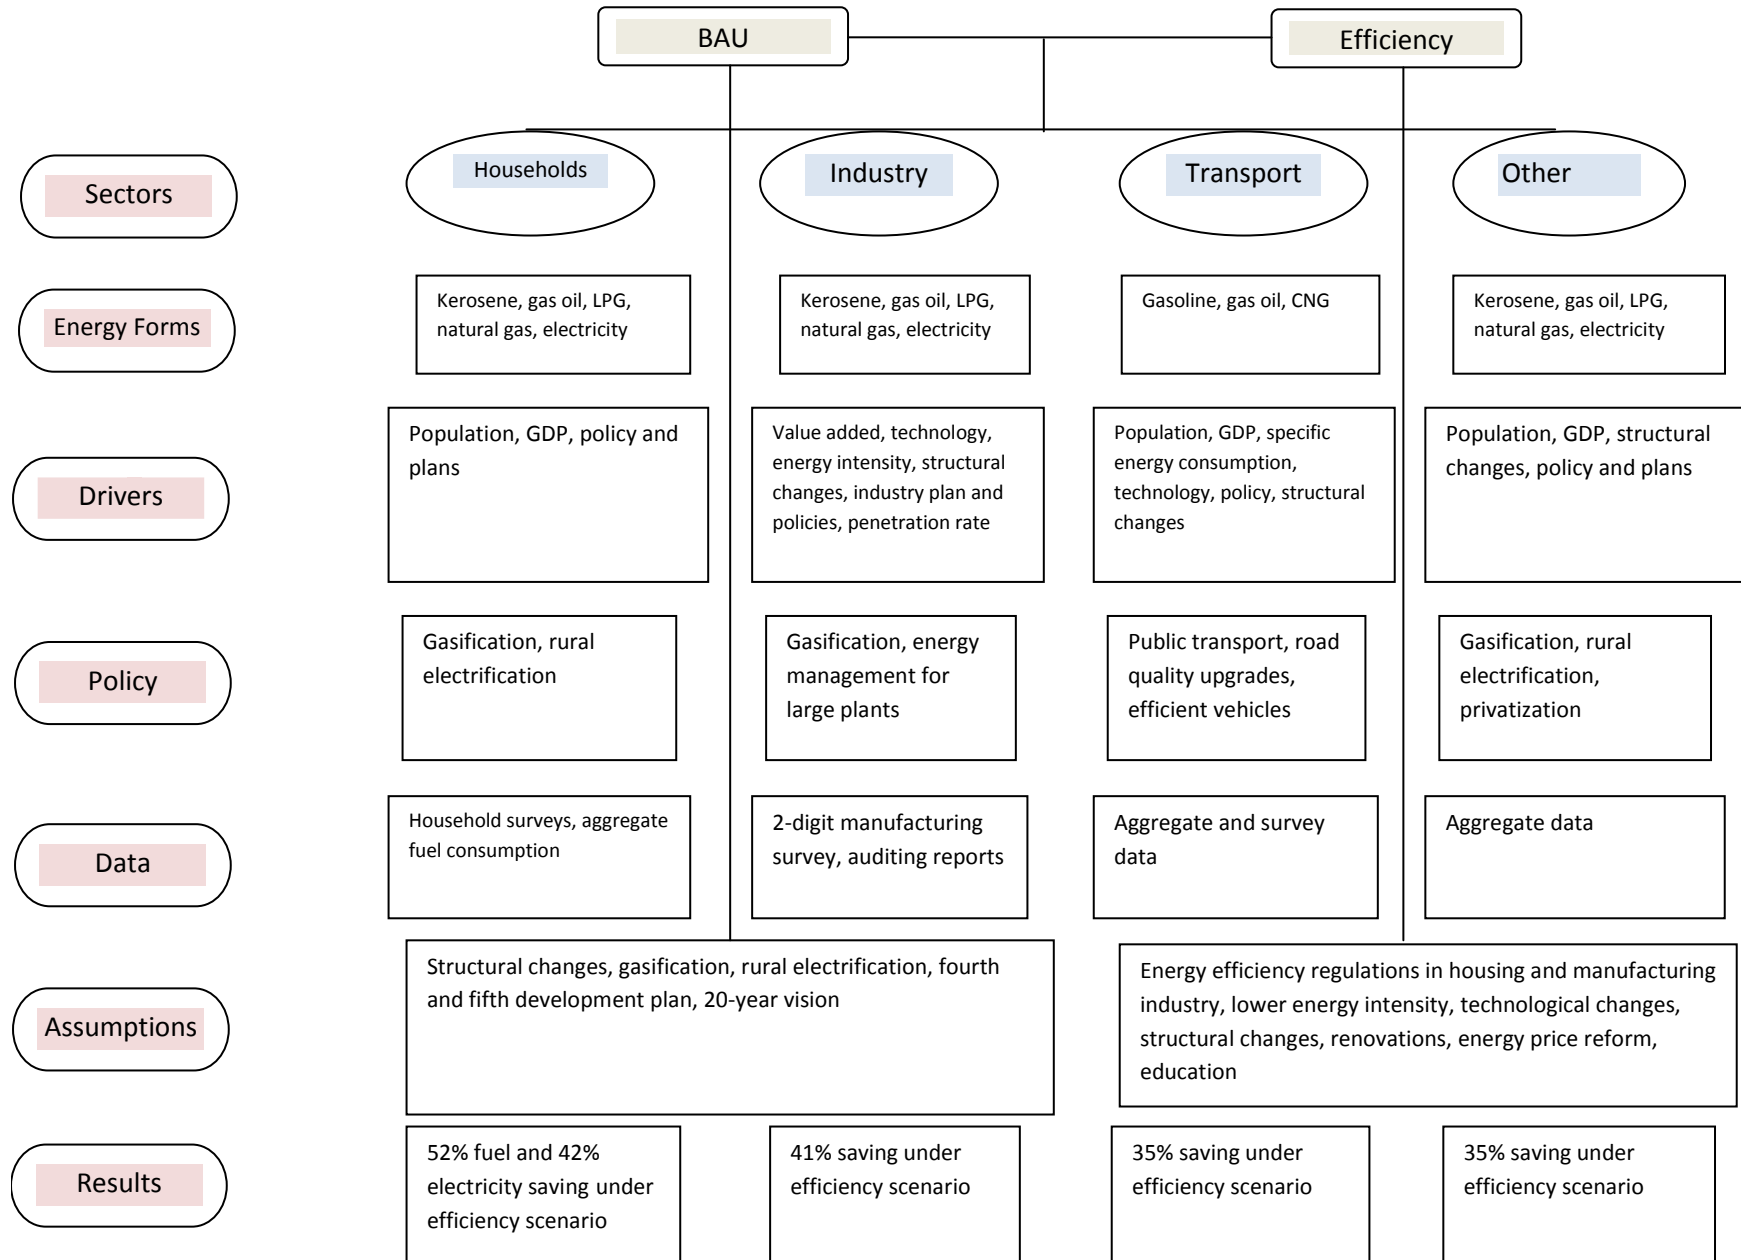 BAU
Efficiency
Sectors
Households
Industry
Transport
Other
Energy Forms
Kerosene, gas oil, LPG,
natural gas, electricity
Kerosene, gas oil, LPG,
natural gas, electricity
Gasoline, gas oil, CNG
Kerosene, gas oil, LPG,
natural gas, electricity
Drivers
Population, GDP, policy and
plans
Value added, technology,
energy intensity, structural
changes, industry plan and
policies, penetration rate
Population, GDP, specific
energy consumption,
technology, policy, structural
changes
Population, GDP, structural
changes, policy and plans
Policy
Gasification, rural
electrification
Gasification, energy
management for
large plants
Public transport, road
quality upgrades,
efficient vehicles
Gasification, rural
electrification,
privatization
Data
Household surveys, aggregate
fuel consumption
2-digit manufacturing
survey, auditing reports
Aggregate and survey
data
Aggregate data
Assumptions
Structural changes, gasification, rural electrification, fourth
and fifth development plan, 20-year vision
Energy efficiency regulations in housing and manufacturing
industry, lower energy intensity, technological changes,
structural changes, renovations, energy price reform,
education
Results
52% fuel and 42%
electricity saving under
efficiency scenario
41% saving under
efficiency scenario
35% saving under
efficiency scenario
35% saving under
efficiency scenario